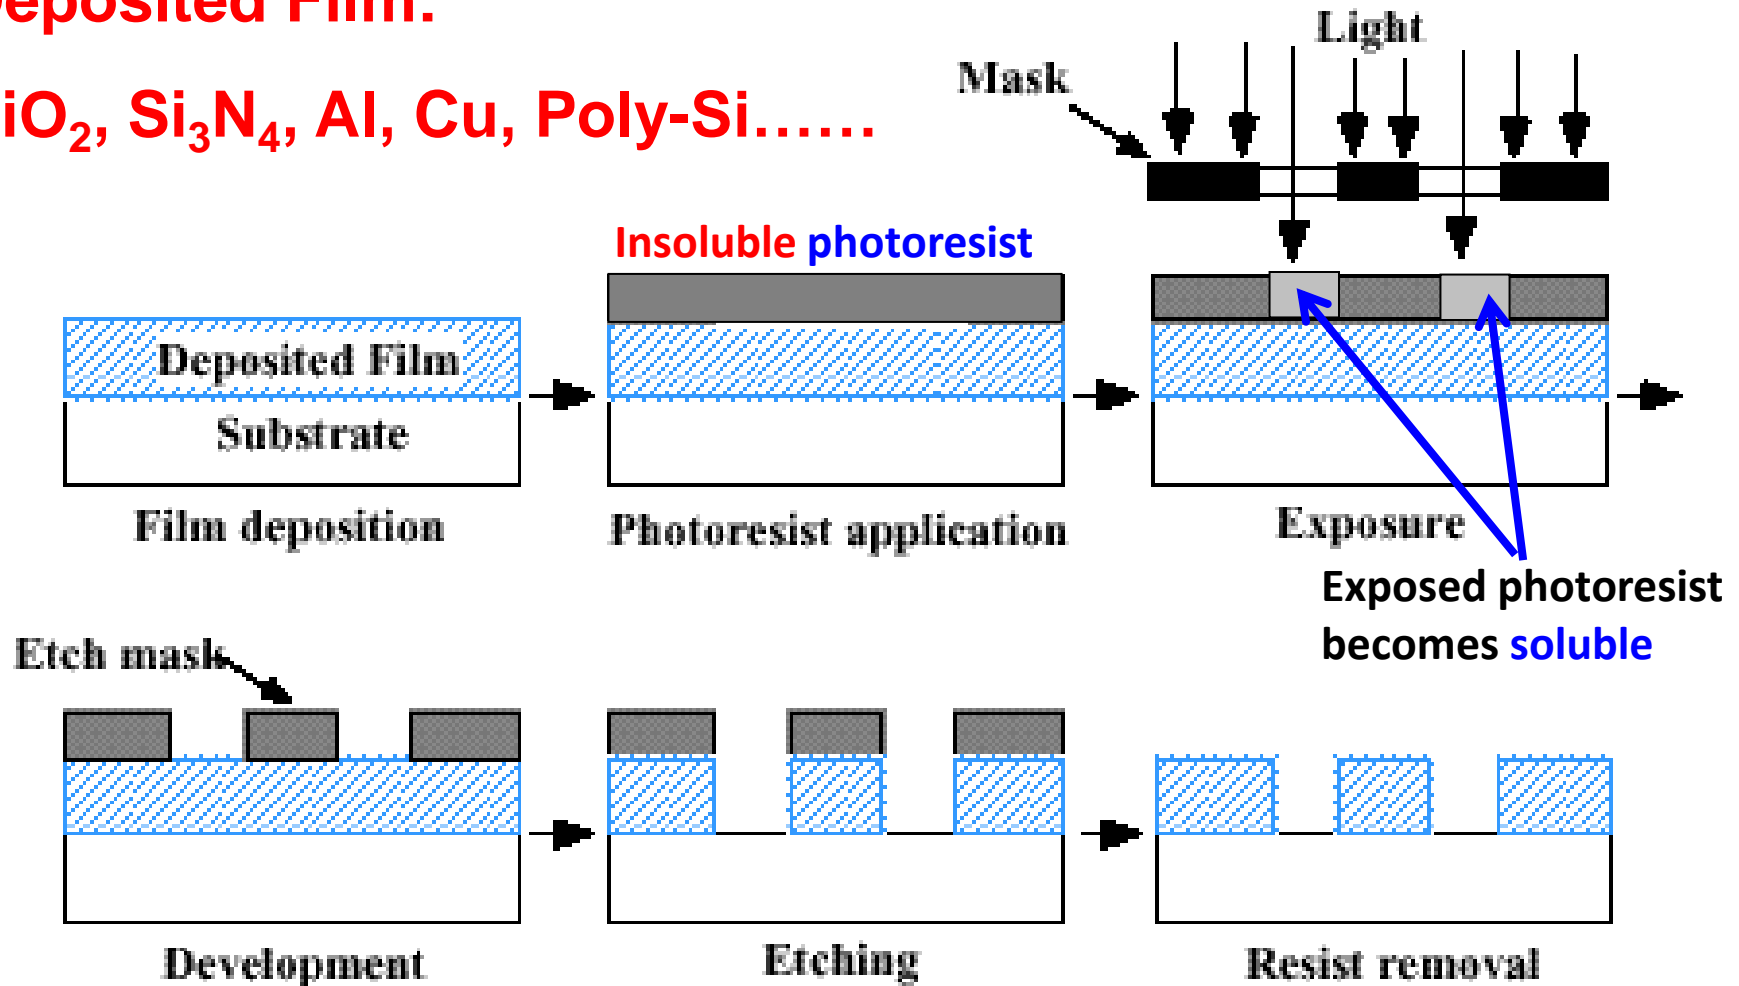 Deposited Film:
iO₂, Si₃N₄, Al, Cu, Poly-Si……
Light
Mask
Insoluble photoresist
Deposited Film
Substrate
Film deposition
Photoresist application
Exposure
Exposed photoresist
becomes soluble
Etch mask
Development
Etching
Resist removal